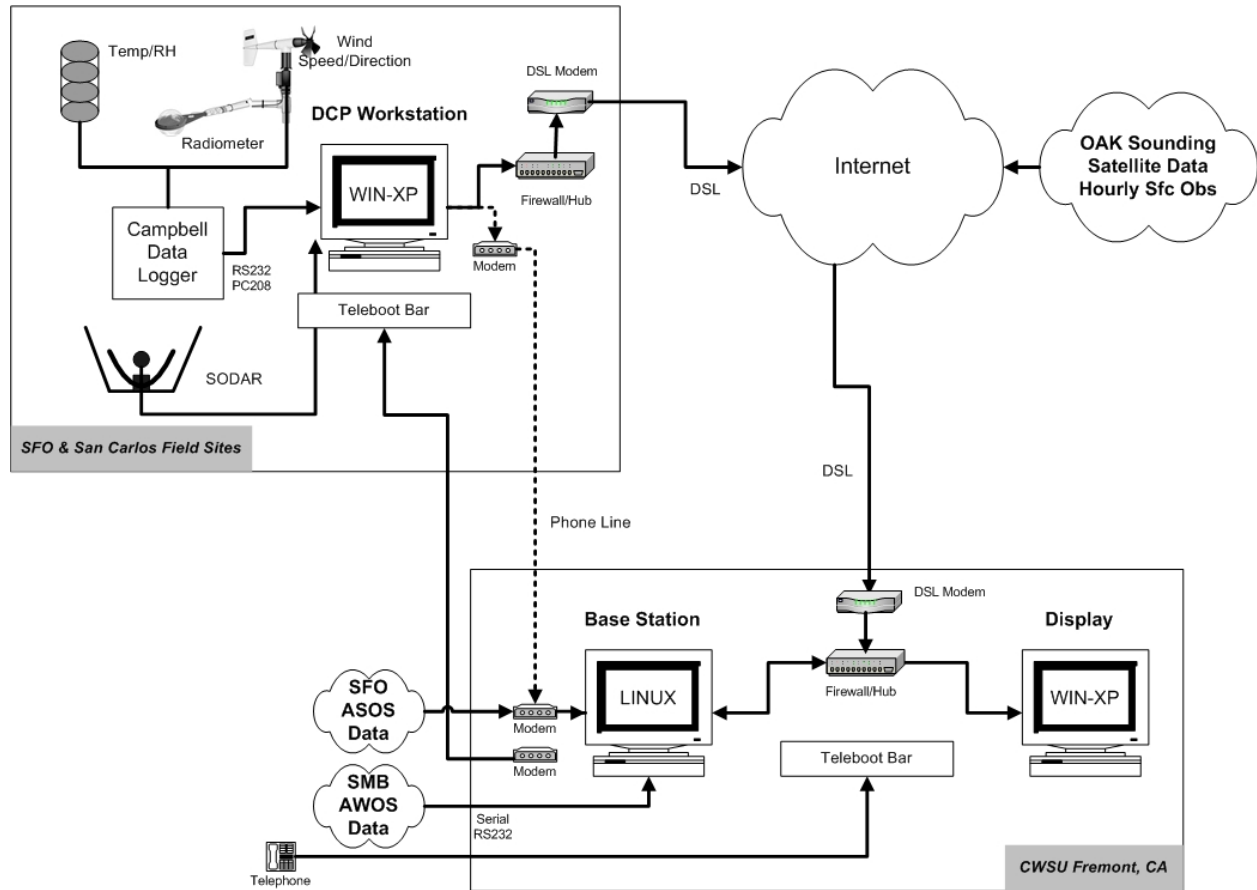 Temp/RH
Wind
Speed/Direction
Radiometer
DCP Workstation
WIN-XP
DSL Modem
Firewall/Hub
Modem
DSL
Internet
OAK Sounding
Satellite Data
Hourly Sfc Obs
Campbell
Data
Logger
RS232
PC208
Teleboot Bar
SODAR
SFO & San Carlos Field Sites
DSL
Phone Line
DSL Modem
Base Station
Display
LINUX
Firewall/Hub
WIN-XP
SFO
ASOS
Data
Modem
Modem
Teleboot Bar
SMB
AWOS
Data
Serial
RS232
Telephone
CWSU Fremont, CA